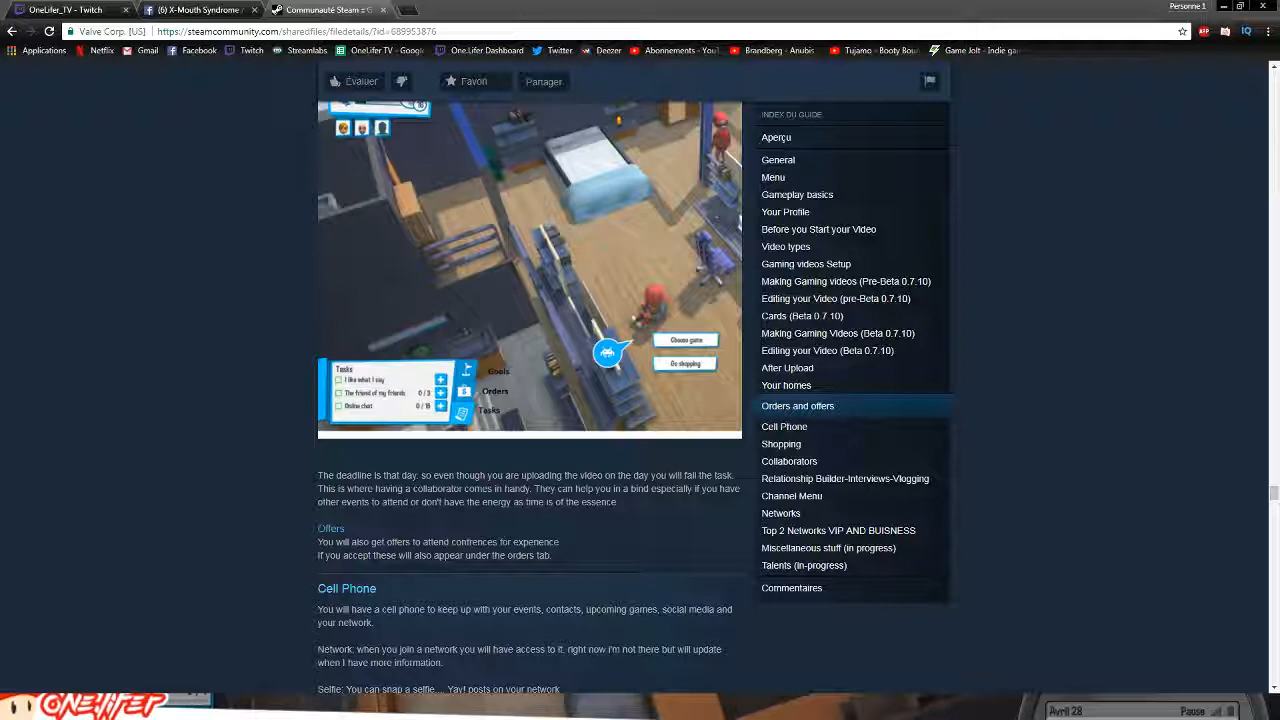 OneLifer_TV - Twitch
(6) X-Mouth Syndrome
Communauté Steam =
Personne 1
Valve Corp. [US]
https://steamcommunity.com/sharedfiles/filedetails/?id=689953876
Applications
Netflix
Gmail
Facebook
Twitch
Streamlabs
OneLifer TV - Google
One.Lifer Dashboard
Twitter
Deezer
Abonnements - YouT
Brandberg - Anubis
Tujamo - Booty Bou
Game Jolt - Indie gar
Évaluer
Favori
Partager
Choose game
Go shopping
Tasks
I like what I say
The friend of my friends 0 / 3
Online chat
Goals
Orders
Tasks
The deadline is that day: so even though you are uploading the video on the day you will fail the task.
This is where having a collaborator comes in handy. They can help you in a bind especially if you have
other events to attend or don't have the energy as time is of the essence
Offers
You will also get offers to attend confrences for experience
If you accept these will also appear under the orders tab.
Cell Phone
You will have a cell phone to keep up with your events, contacts, upcoming games, social media and
your network.
Network; when you join a network you will have access to it. right now i'm not there but will update
when I have more information.
Selfie: You can snap a selfie.... Yay! posts on your network
INDEX DU GUIDE
Aperçu
General
Menu
Gameplay basics
Your Profile
Before you Start your Video
Video types
Gaming videos Setup
Making Gaming videos (Pre-Beta 0.7.10)
Editing your Video (pre-Beta 0.7.10)
Cards (Beta 0.7.10)
Making Gaming Videos (Beta 0.7.10)
Editing your Video (Beta 0.7.10)
After Upload
Your homes
Orders and offers
Cell Phone
Shopping
Collaborators
Relationship Builder-Interviews-Vlogging
Channel Menu
Networks
Top 2 Networks VIP AND BUISNESS
Miscellaneous stuff (in progress)
Talents (In-progress)
Commentaires
ONELIFER
Avril 28
Pause